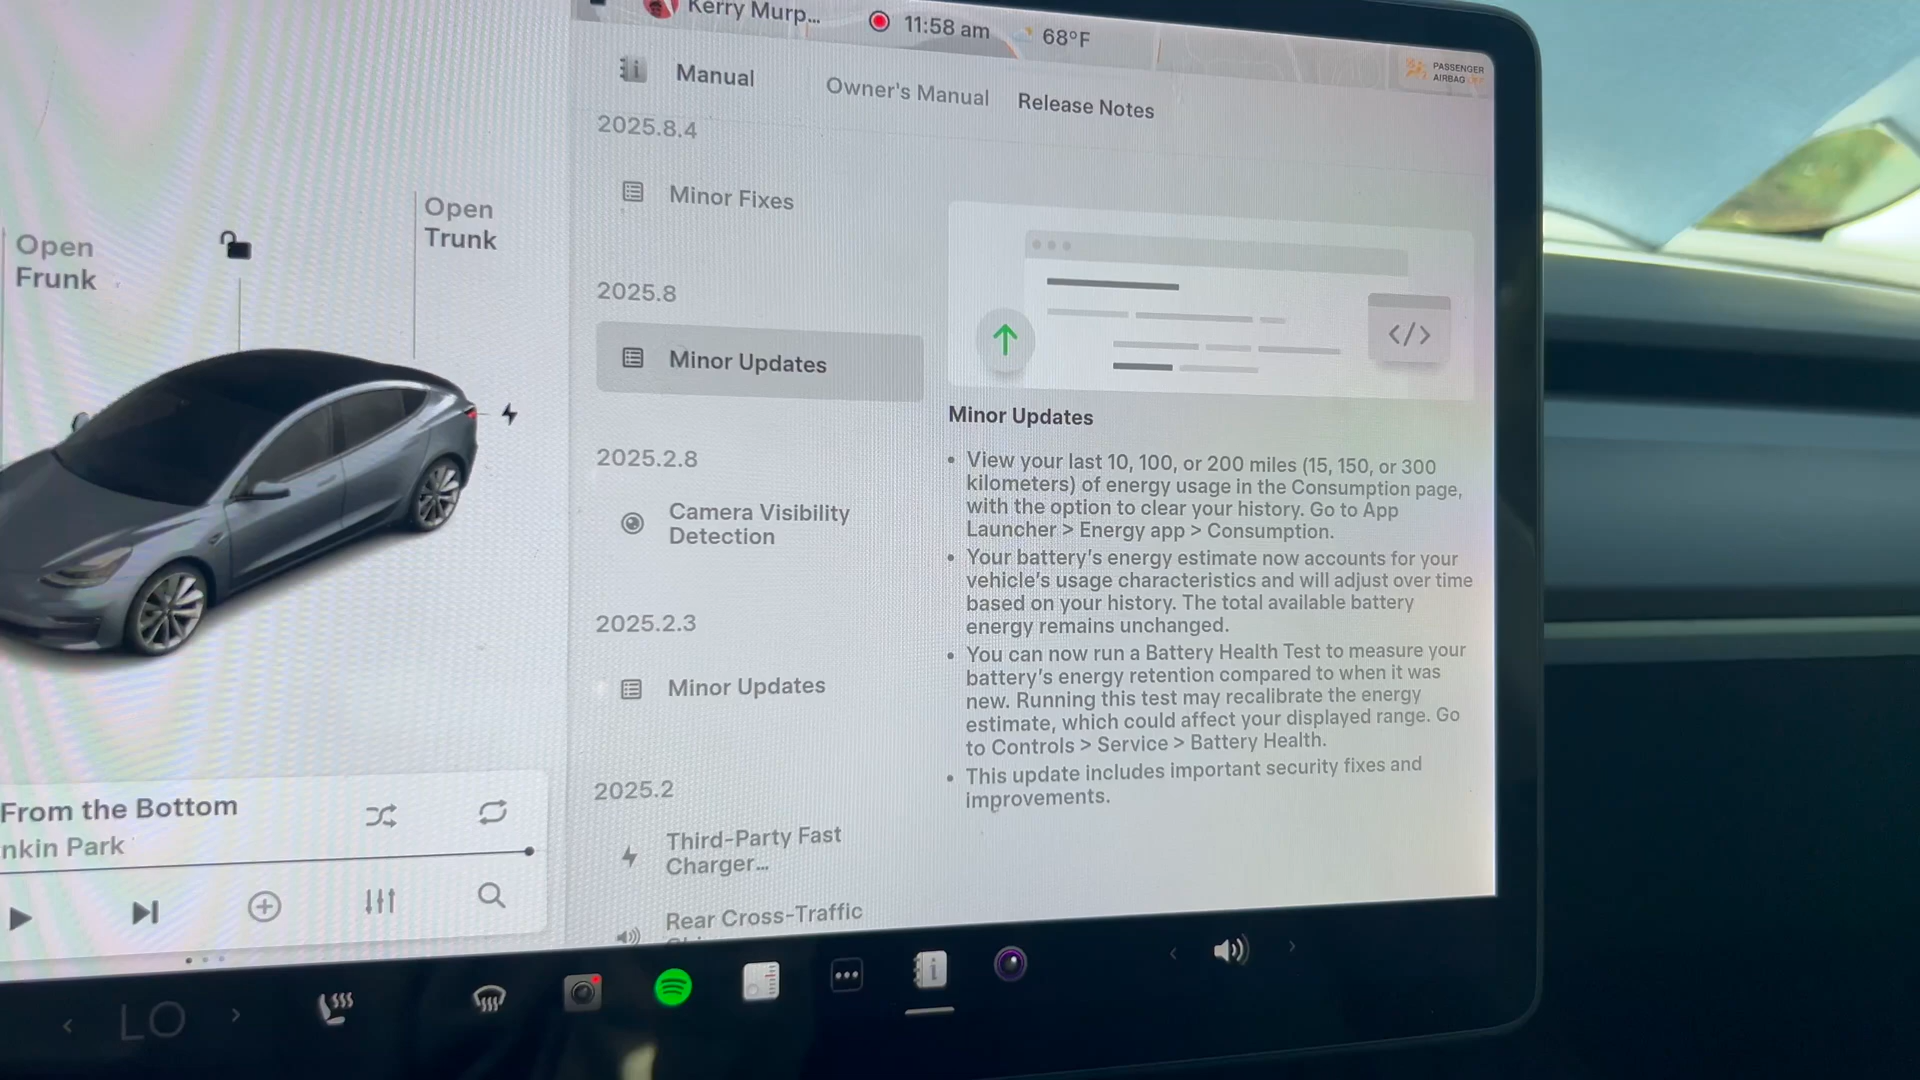 Kerry Murp...
11:58 am
68°F
PASSENGER
AIRBAG
Manual
Owner's Manual
Release Notes
Open
Frunk
Open
Trunk
From the Bottom
nkin Park
2025.8.4
Minor Fixes
2025.8
Minor Updates
2025.2.8
Camera Visibility
Detection
2025.2.3
Minor Updates
2025.2
Third-Party Fast
Charger...
Rear Cross-Traffic
</>
Minor Updates
• View your last 10, 100, or 200 miles (15, 150, or 300
kilometers) of energy usage in the Consumption page,
with the option to clear your history. Go to App
Launcher > Energy app > Consumption.
• Your battery's energy estimate now accounts for your
vehicle's usage characteristics and will adjust over time
based on your history. The total available battery
energy remains unchanged.
• You can now run a Battery Health Test to measure your
battery's energy retention compared to when it was
new. Running this test may recalibrate the energy
estimate, which could affect your displayed range. Go
to Controls > Service > Battery Health.
• This update includes important security fixes and
improvements.
LO